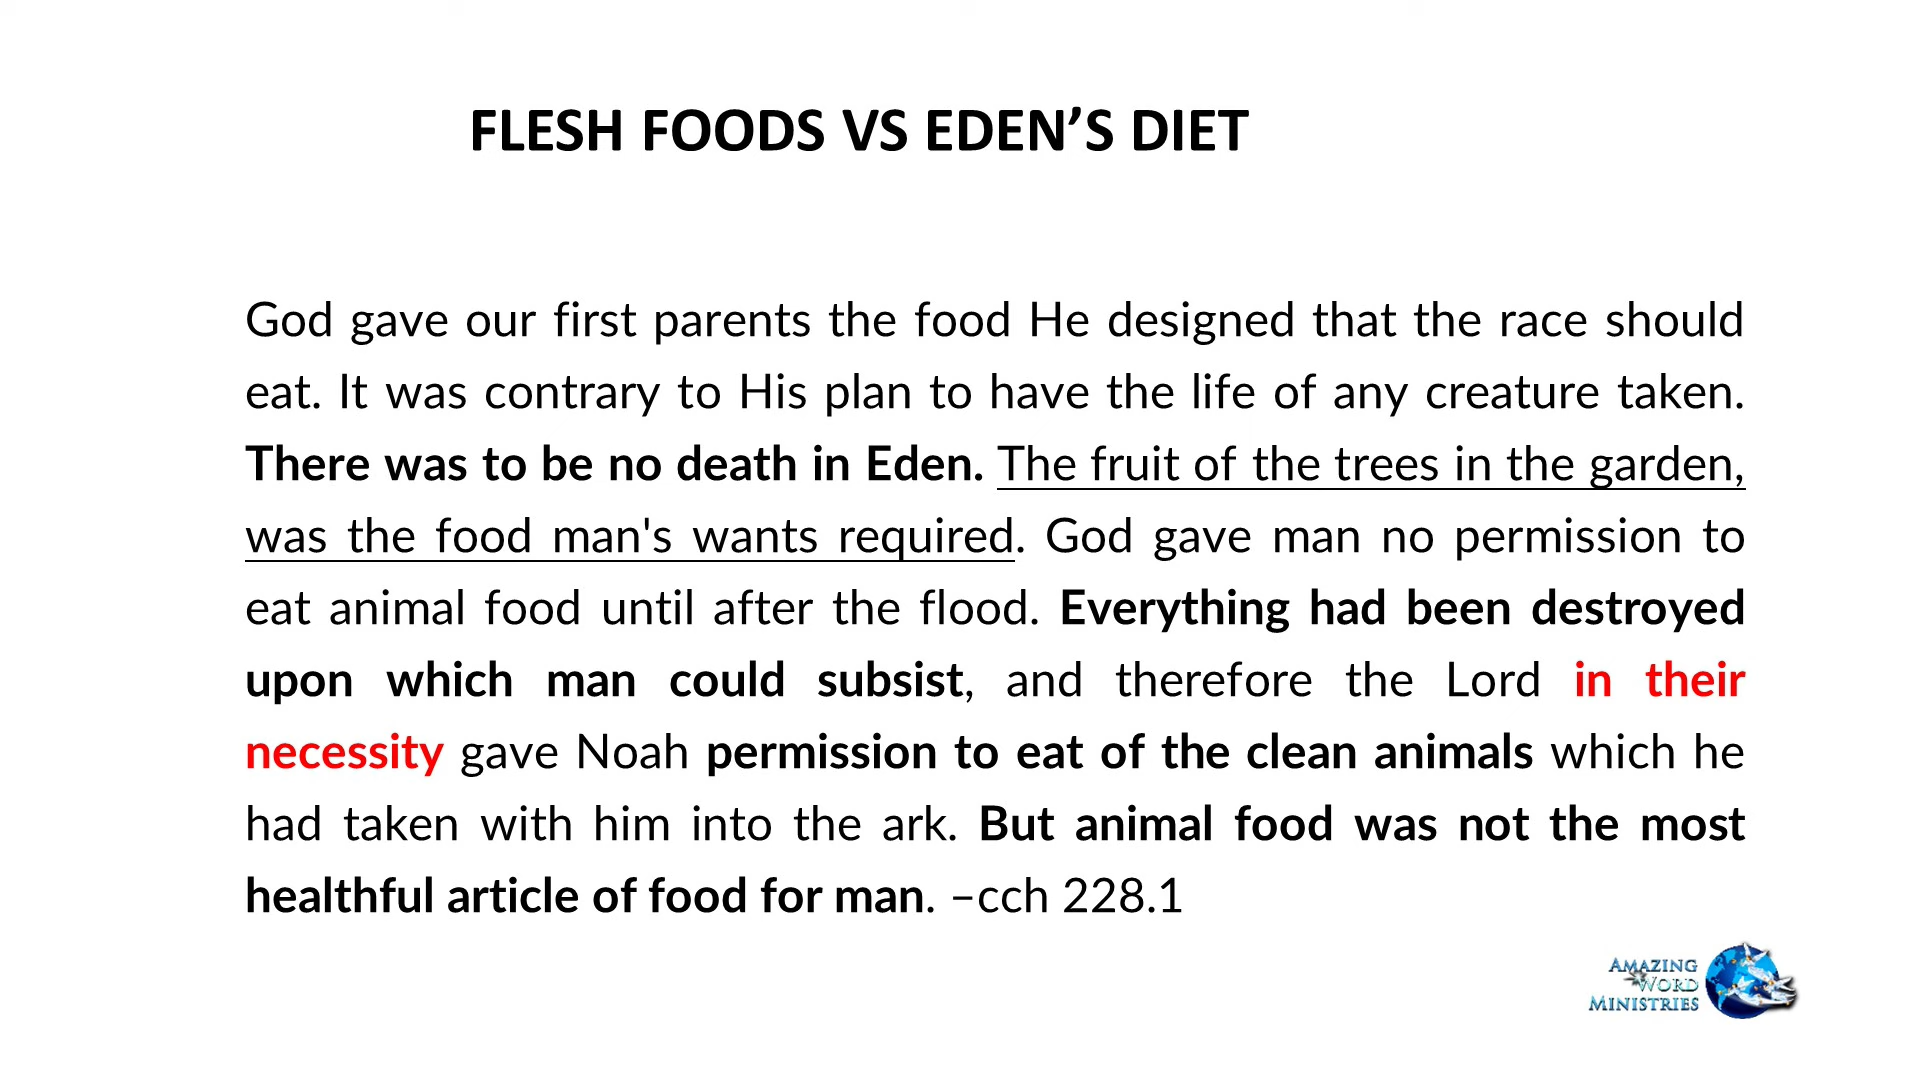 FLESH FOODS VS EDEN’S DIET
God gave our first parents the food He designed that the race should
eat. It was contrary to His plan to have the life of any creature taken.
There was to be no death in Eden. The fruit of the trees in the garden,
was the food man's wants required. God gave man no permission to
eat animal food until after the flood. Everything had been destroyed
upon which man could subsist, and therefore the Lord in their
necessity gave Noah permission to eat of the clean animals which he
had taken with him into the ark. But animal food was not the most
healthful article of food for man. –cch 228.1
AMAZING
WORD
MINISTRIES